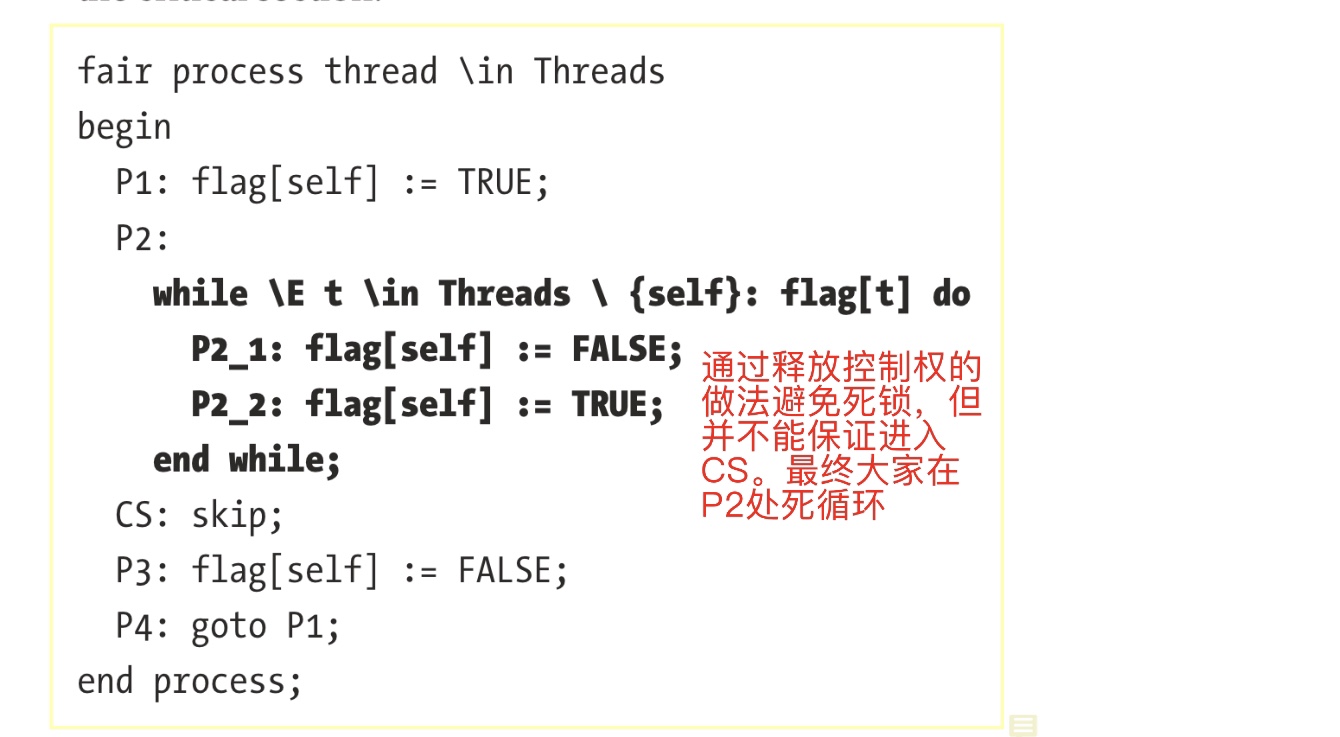 fair process thread \in Threads
begin
P1: flag[self] := TRUE;
P2:
while \E t \in Threads \ {self}: flag[t] do
P2_1: flag[self] := FALSE;
P2_2: flag[self] := TRUE;
end while;
通过释放控制权的
做法避免死锁，但
并不能保证进入
CS。最终大家在
P2处死循环
CS: skip;
P3: flag[self] := FALSE;
P4: goto P1;
end process;